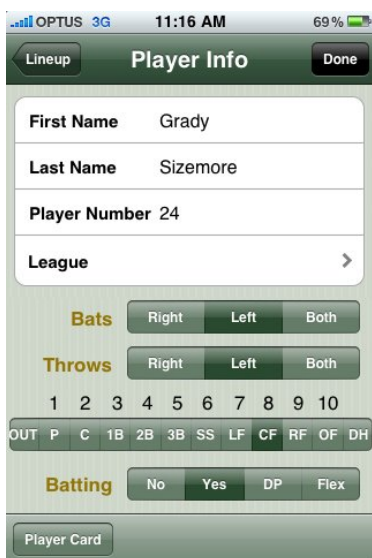 OPTUS 3G 11:16 AM 69%
Lineup Player Info Done
First Name Grady
Last Name Sizemore
Player Number 24
League
Bats Right Left Both
Throws Right Left Both
1 2 3 4 5 6 7 8 9 10
OUT P C 1B 2B 3B SS LF CF RF OF DH
Batting No Yes DP Flex
Player Card